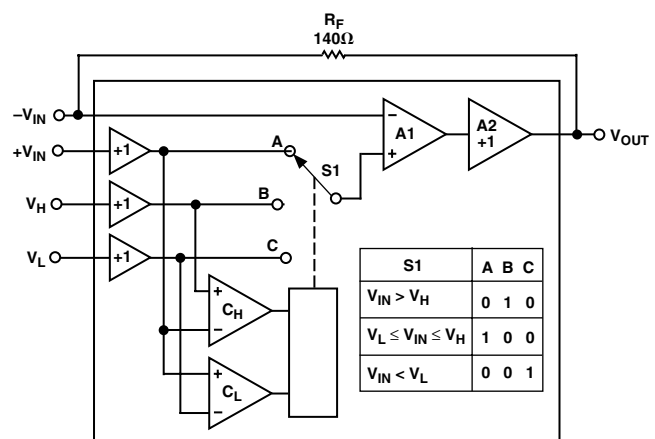 R_F
140Ω
–V_IN
+V_IN
V_H
V_L
+1
+1
+1
A
B
C
S1
–
+
A1
A2
+1
V_OUT
+
C_H
–
+
C_L
–
S1 A B C
V_IN > V_H 0 1 0
V_L ≤ V_IN ≤ V_H 1 0 0
V_IN < V_L 0 0 1